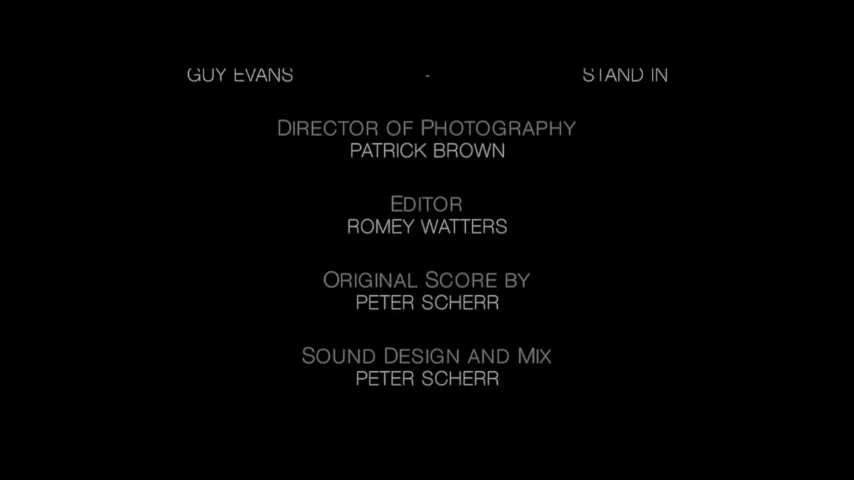 GUY EVANS - STAND IN
DIRECTOR OF PHOTOGRAPHY
PATRICK BROWN
EDITOR
ROMEY WATTERS
ORIGINAL SCORE BY
PETER SCHERR
SOUND DESIGN AND MIX
PETER SCHERR